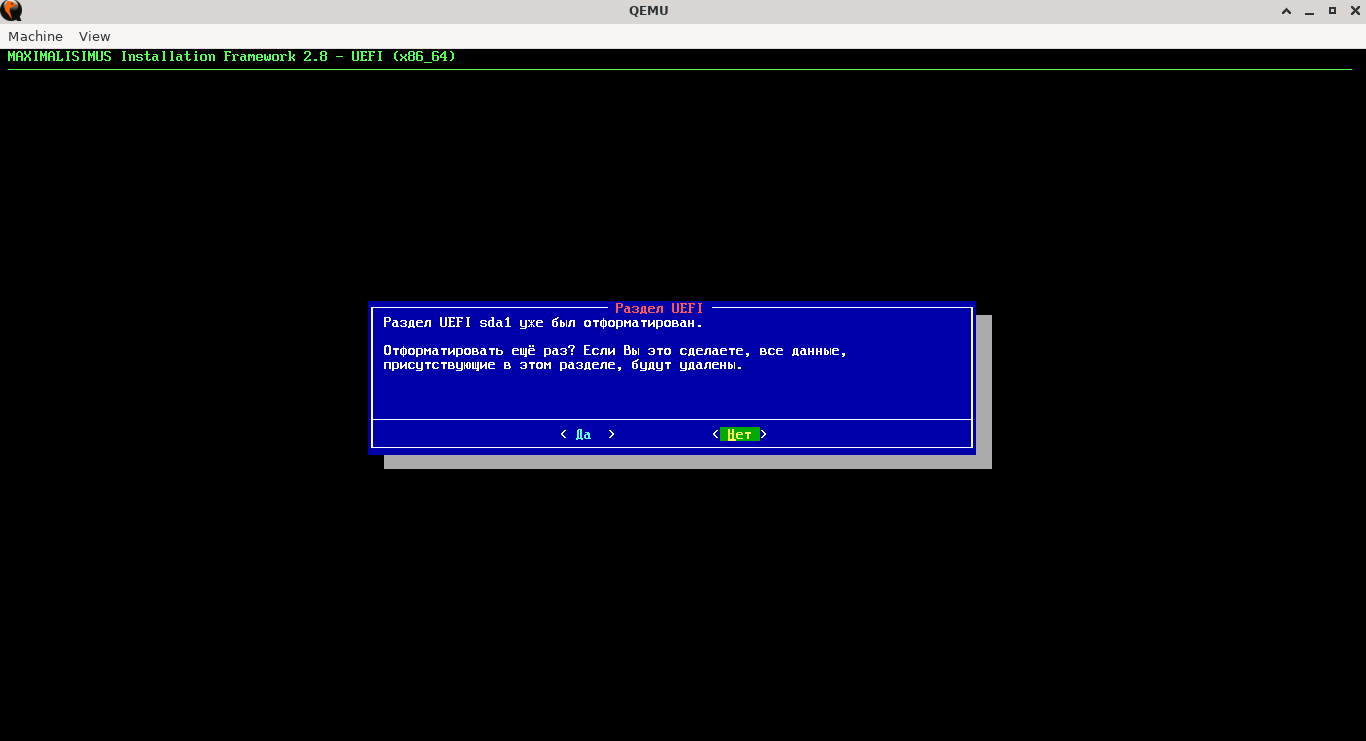 QEMU
Machine View
MAXIMALISIMUS Installation Framework 2.8 - UEFI (x86_64)
Раздел UEFI
Раздел UEFI sda1 уже был отформатирован.
Отформатировать ещё раз? Если Вы это сделаете, все данные,
присутствующие в этом разделе, будут удалены.
< Да > <Нет>